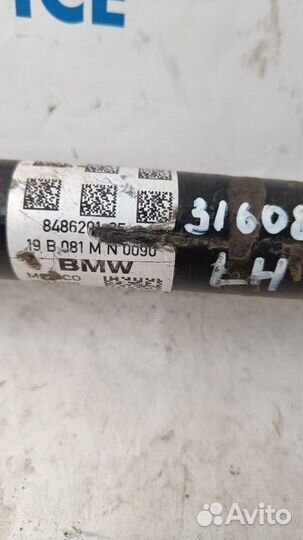 ICE
8486201
19 B 081 M N 0090
BMW
31608
LH
Avito